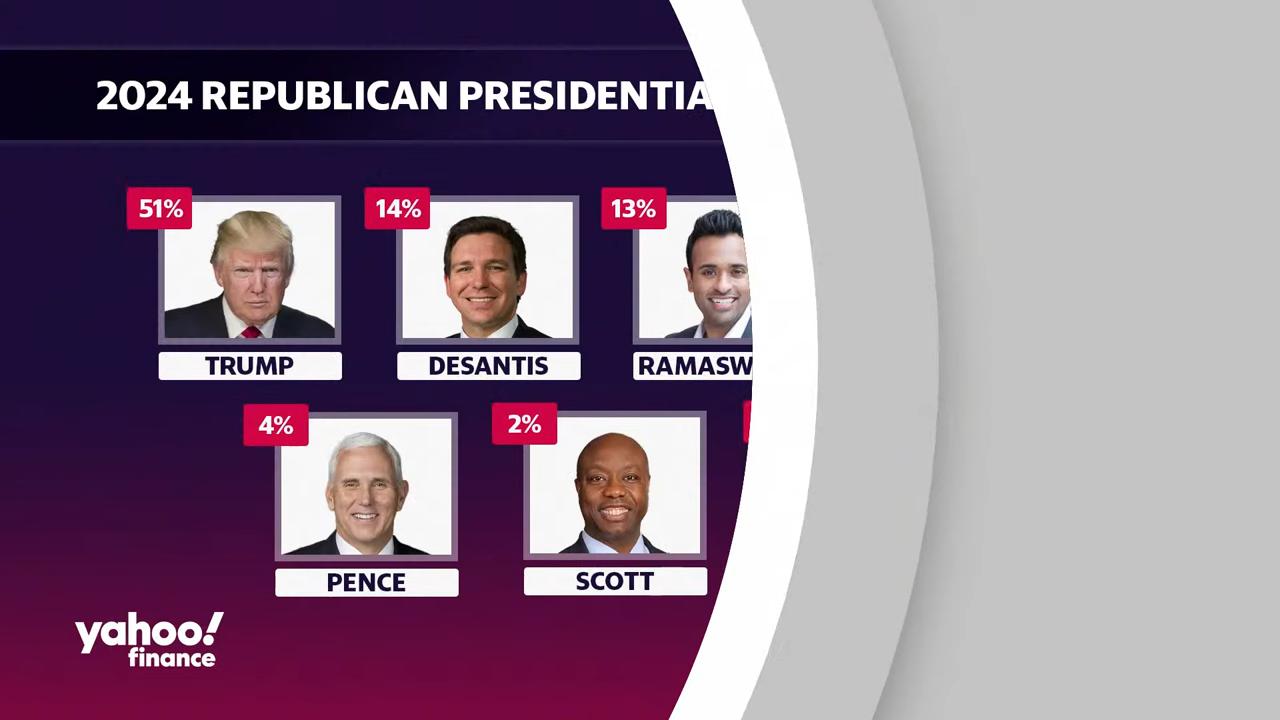 2024 REPUBLICAN PRESIDENTIA
51%
14%
13%
TRUMP
DESANTIS
RAMASW
4%
2%
PENCE
SCOTT
yahoo!
finance